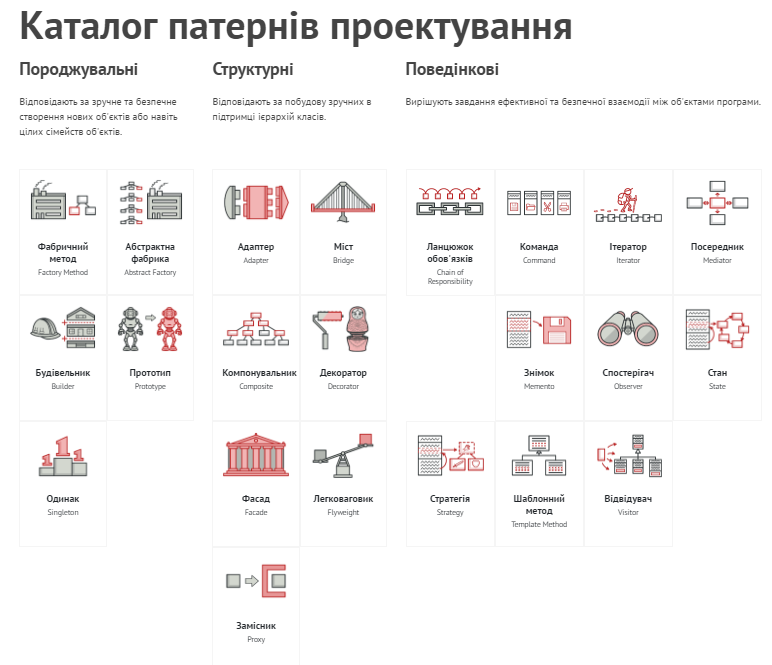 Каталог патернів проектування
Породжувальні
Відповідають за зручне та безпечне
створення нових об'єктів або навіть
цілих сімейств об'єктів.
Фабричний
метод
Factory Method
Абстрактна
фабрика
Abstract Factory
Будівельник
Builder
Прототип
Prototype
Одинак
Singleton
Структурні
Відповідають за побудову зручних в
підтримці ієрархій класів.
Адаптер
Adapter
Міст
Bridge
Компонувальник
Composite
Декоратор
Decorator
Фасад
Facade
Легковаговик
Flyweight
Замісник
Proxy
Поведінкові
Вирішують завдання ефективної та безпечної взаємодії між об'єктами програми.
Ланцюжок
обов'язків
Chain of
Responsibility
Команда
Command
Ітератор
Iterator
Посередник
Mediator
Знімок
Memento
Спостерігач
Observer
Стан
State
Стратегія
Strategy
Шаблонний
метод
Template Method
Відвідувач
Visitor